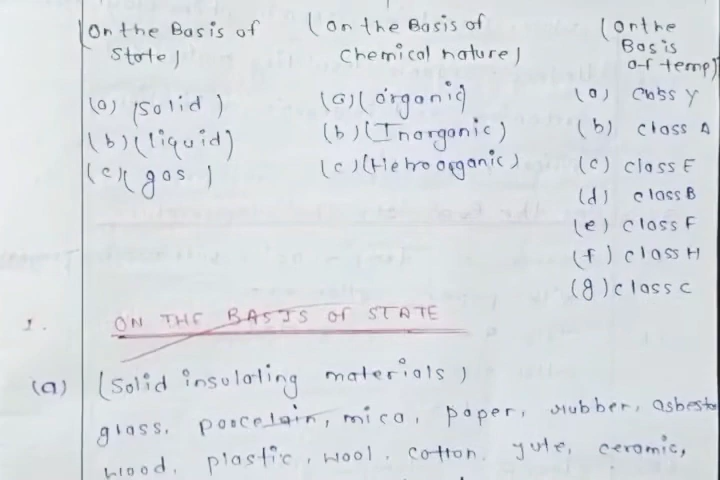 (On the Basis of
State)
(a) (solid)
(b) (liquid)
(c) (gas)
(on the Basis of
chemical nature)
(a) (organic)
(b) (Inorganic)
(c) (Hetroorganic)
(on the
Basis
of temp)
(a) class Y
(b) class A
(c) class E
(d) class B
(e) class F
(f) class H
(g) class C
1. ON THE BASIS OF STATE
(a) (Solid insulating materials)
glass, porcelain, mica, paper, rubber, asbesto
wood, plastic, wool, cotton, yute, ceramic,